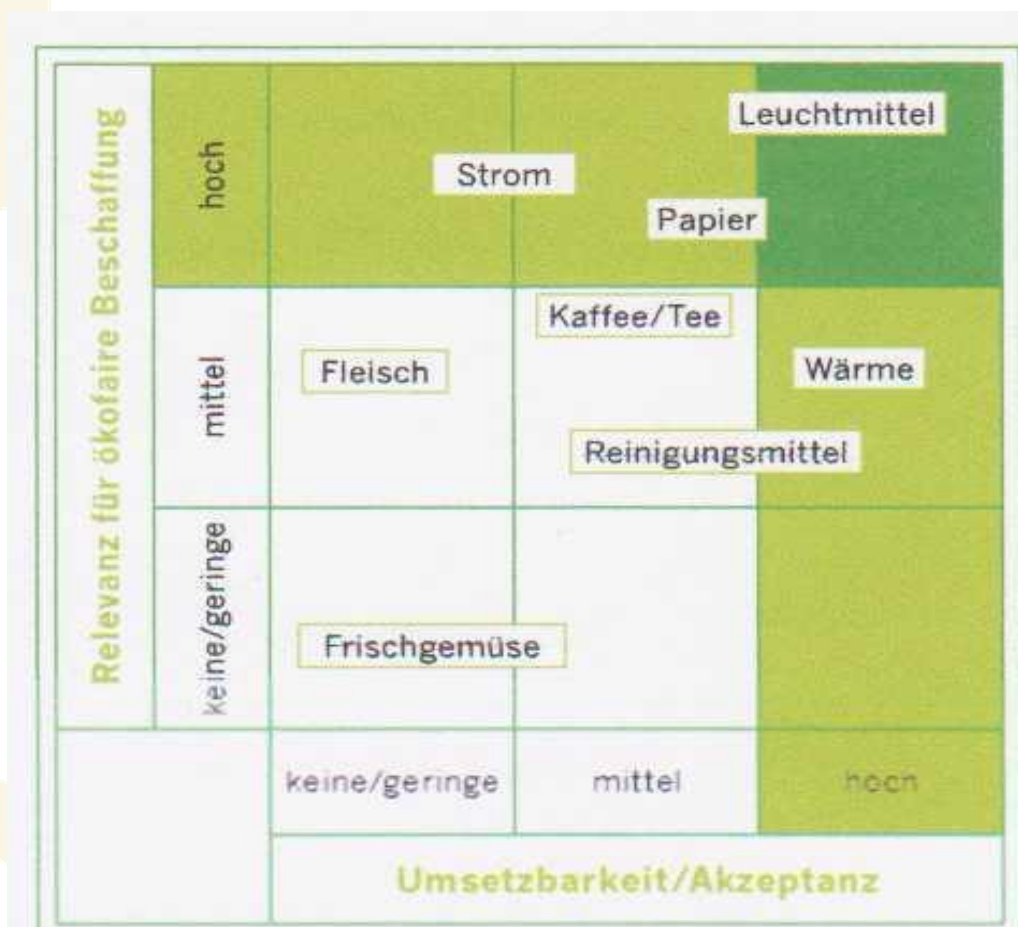 Relevanz für ökofaire Beschaffung
hoch
Leuchtmittel
Strom
Papier
mittel
Kaffee/Tee
Fleisch
Wärme
Reinigungsmittel
keine/geringe
Frischgemüse
keine/geringe
mittel
hoch
Umsetzbarkeit/Akzeptanz